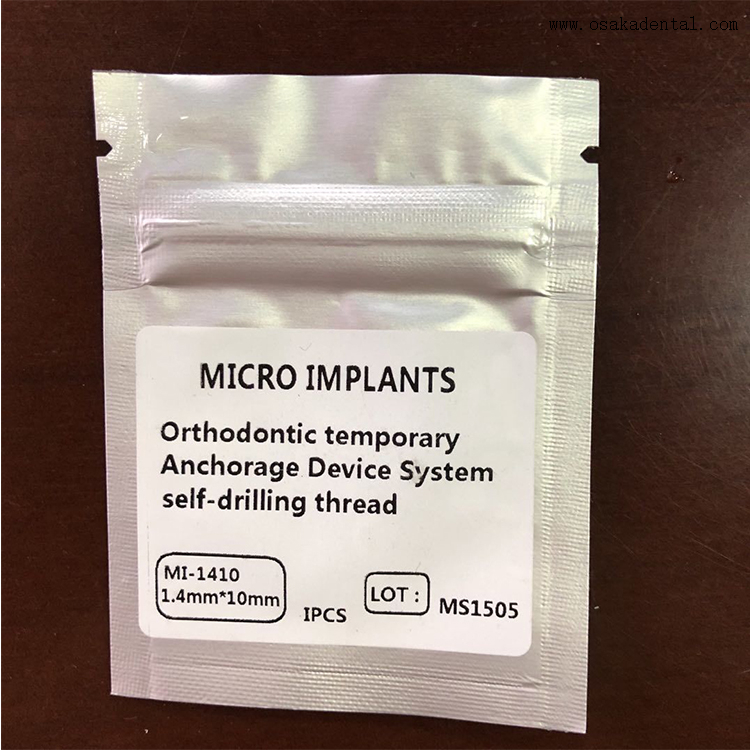 www.osakadental.com
MICRO IMPLANTS
Orthodontic temporary
Anchorage Device System
self-drilling thread
MI-1410
1.4mm*10mm
IPCS
LOT :
MS1505